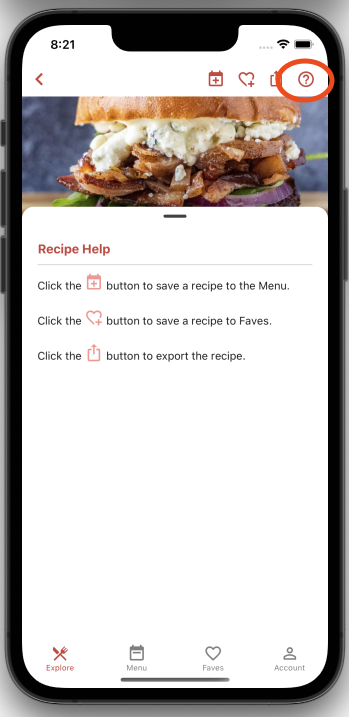 8:21
Recipe Help
Click the button to save a recipe to the Menu.
Click the button to save a recipe to Faves.
Click the button to export the recipe.
Explore Menu Faves Account